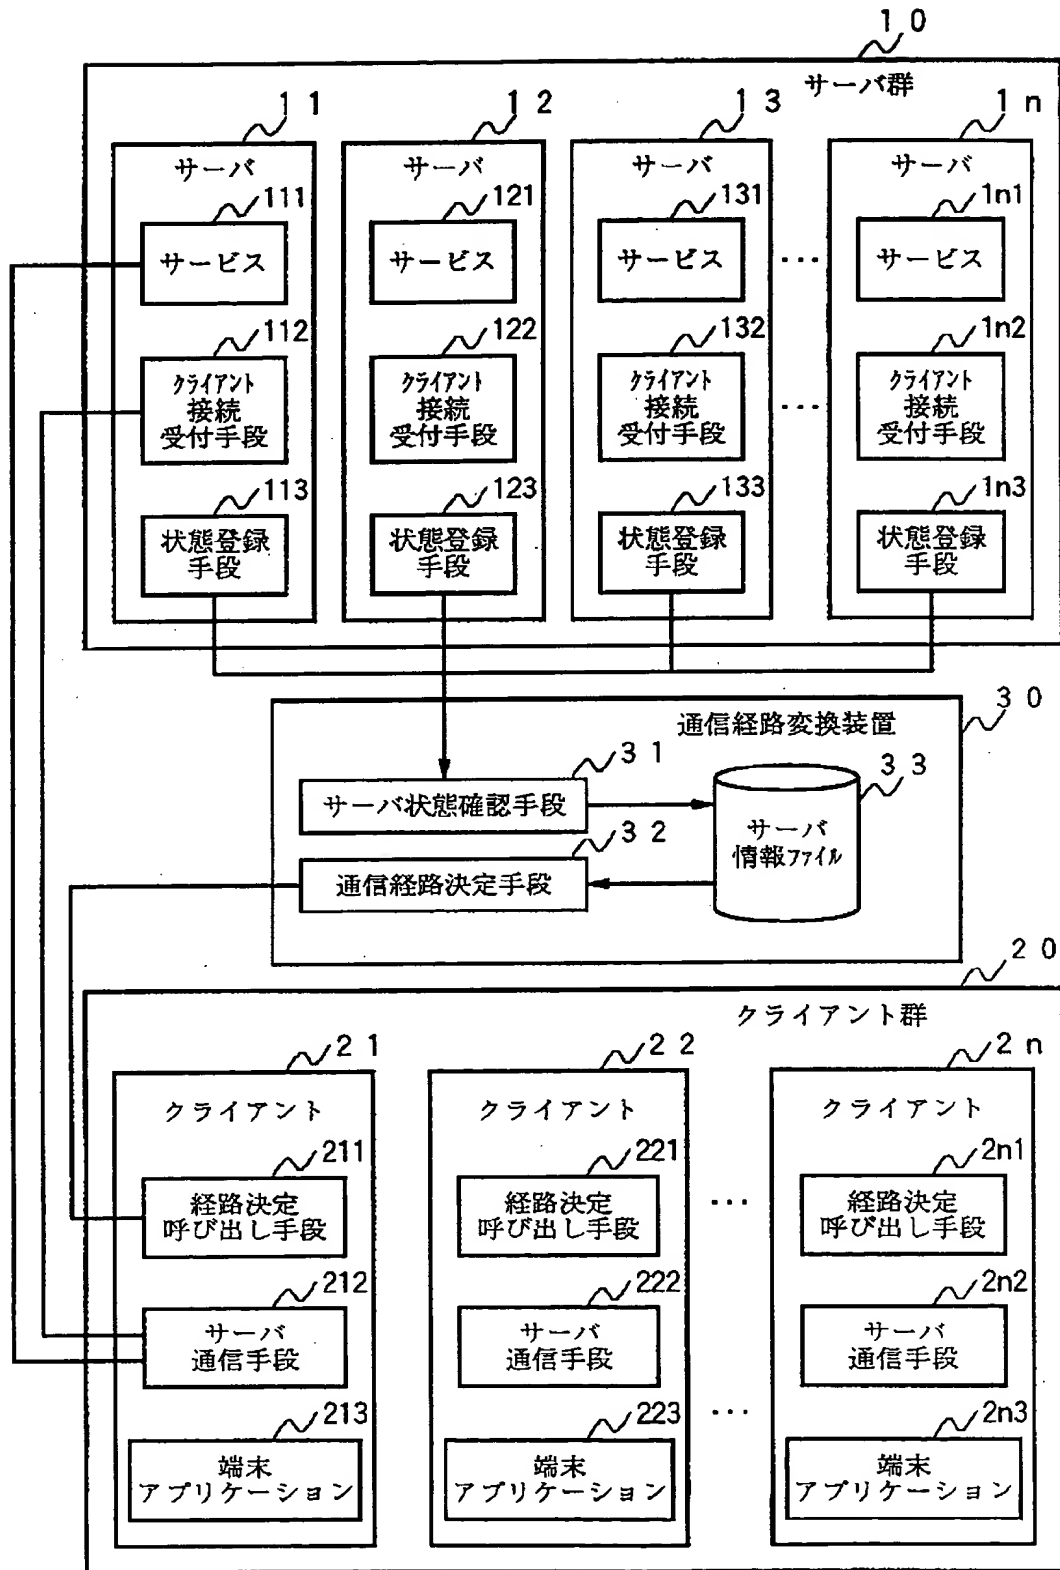 10
サーバ群
11
12
13
1n
サーバ
サーバ
サーバ
サーバ
111
121
131
1n1
サービス
サービス
サービス
…
サービス
112
122
132
1n2
クライアント
接続
受付手段
クライアント
接続
受付手段
クライアント
接続
受付手段
…
クライアント
接続
受付手段
113
123
133
1n3
状態登録
手段
状態登録
手段
状態登録
手段
状態登録
手段
30
通信経路変換装置
31
サーバ状態確認手段
33
サーバ
情報ファイル
32
通信経路決定手段
20
クライアント群
21
22
2n
クライアント
クライアント
クライアント
211
221
2n1
経路決定
呼び出し手段
経路決定
呼び出し手段
…
経路決定
呼び出し手段
212
222
2n2
サーバ
通信手段
サーバ
通信手段
サーバ
通信手段
213
223
…
2n3
端末
アプリケーション
端末
アプリケーション
端末
アプリケーション